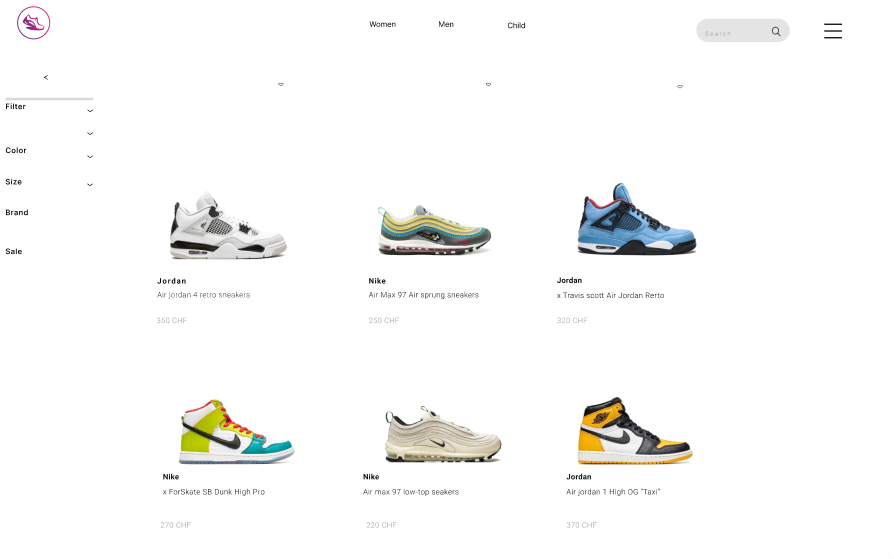 Women Men Child
Search
<
Filter
Color
Size
Brand
Sale
Jordan
Air jordan 4 retro sneakers
350 CHF
Nike
Air Max 97 Air sprung sneakers
250 CHF
Jordan
x Travis scott Air Jordan Rerto
320 CHF
Nike
x ForSkate SB Dunk High Pro
270 CHF
Nike
Air max 97 low-top seakers
220 CHF
Jordan
Air jordan 1 High OG "Taxi"
370 CHF